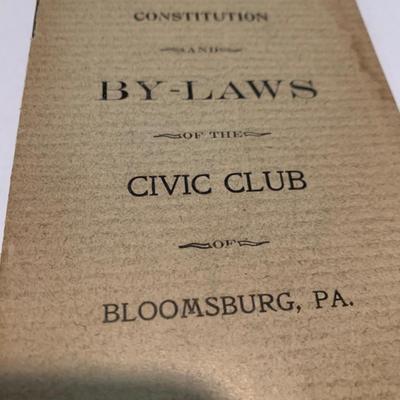 CONSTITUTION
AND
BY-LAWS
OF THE
CIVIC CLUB
OF
BLOOMSBURG, PA.